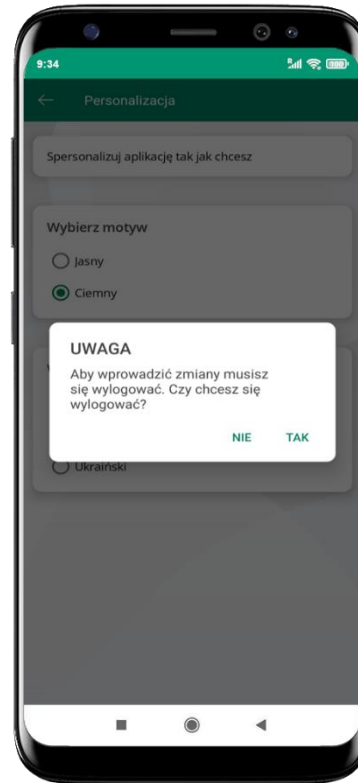 9:34
Personalizacja
Spersonalizuj aplikację tak jak chcesz
Wybierz motyw
Jasny
Ciemny
UWAGA
Aby wprowadzić zmiany musisz
się wylogować. Czy chcesz się
wylogować?
NIE TAK
Ukraiński